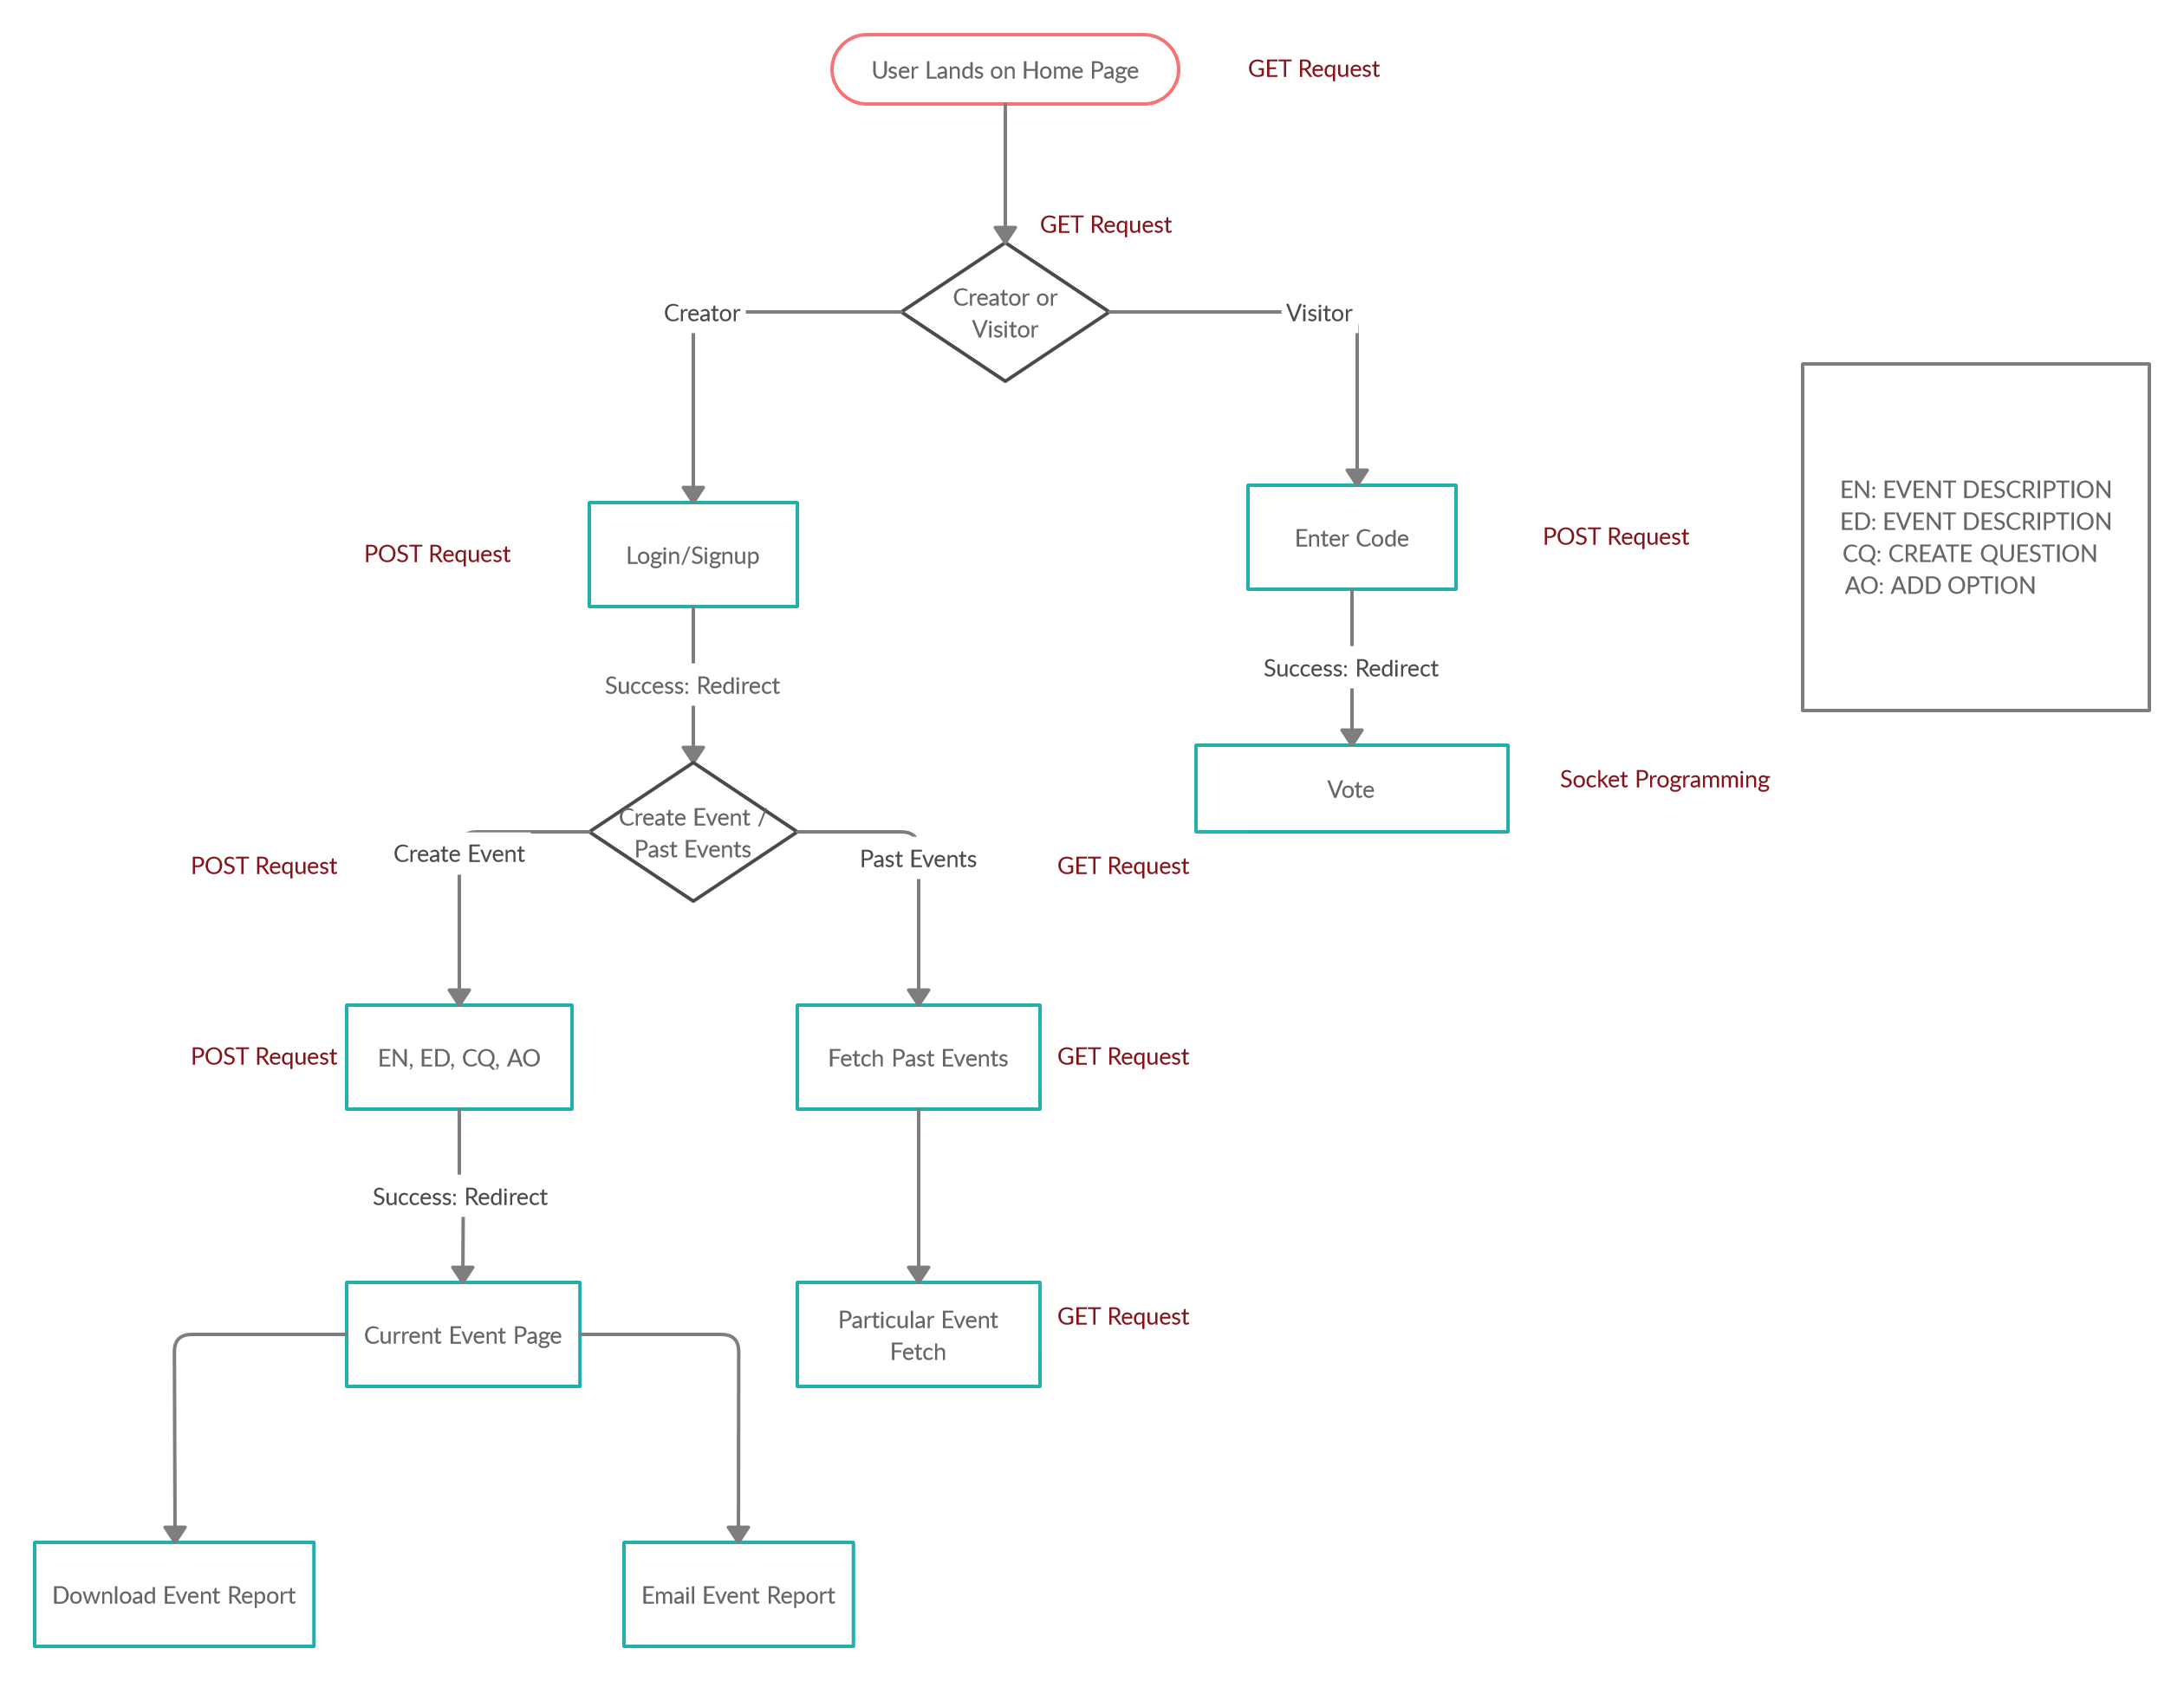 User Lands on Home Page
GET Request
GET Request
Creator or
Visitor
Creator
Visitor
EN: EVENT DESCRIPTION
ED: EVENT DESCRIPTION
CQ: CREATE QUESTION
AO: ADD OPTION
POST Request
Login/Signup
Enter Code
POST Request
Success: Redirect
Success: Redirect
Vote
Socket Programming
Create Event /
Past Events
POST Request
Create Event
Past Events
GET Request
POST Request
EN, ED, CQ, AO
Fetch Past Events
GET Request
Success: Redirect
Current Event Page
Particular Event
Fetch
GET Request
Download Event Report
Email Event Report